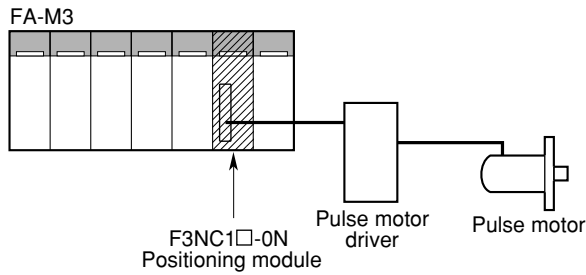 FA-M3
F3NC1□-0N
Positioning module
Pulse motor
driver
Pulse motor